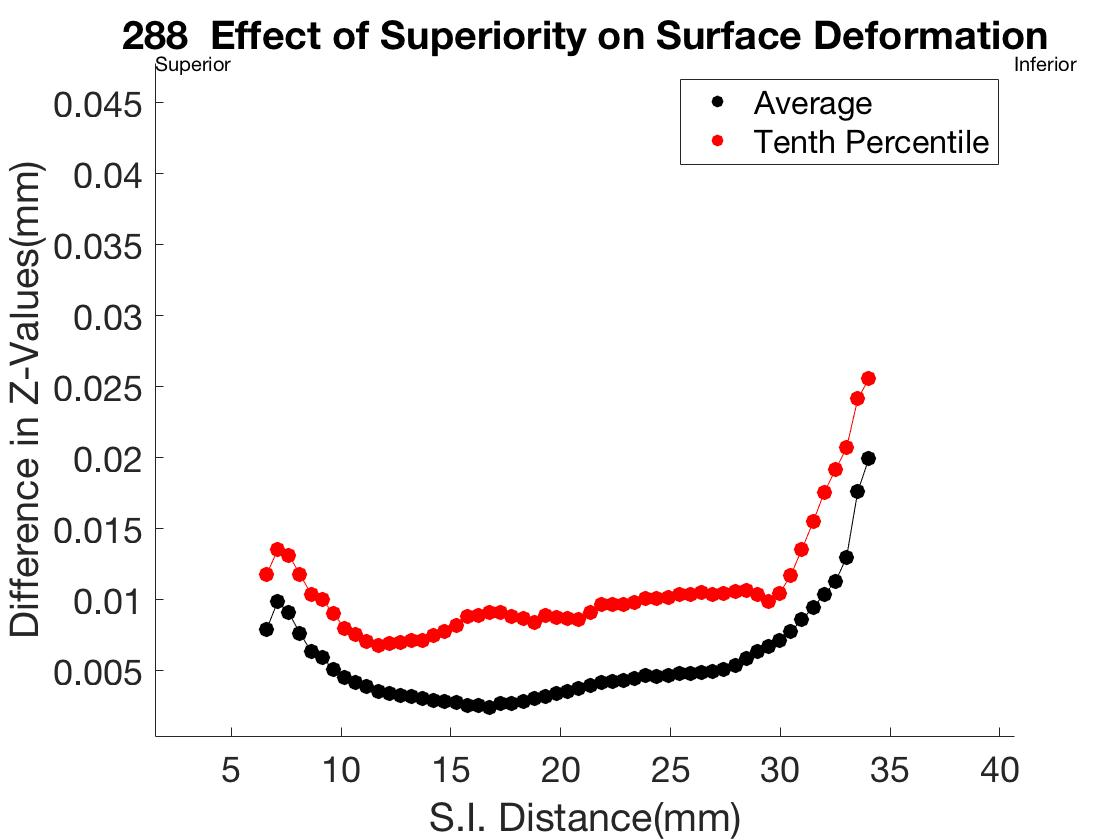 288  Effect of Superiority on Surface Deformation
Superior
Inferior
Average
Tenth Percentile
0.045
0.04
0.035
0.03
0.025
0.02
0.015
0.01
0.005
Difference in Z-Values(mm)
5 10 15 20 25 30 35 40
S.I. Distance(mm)